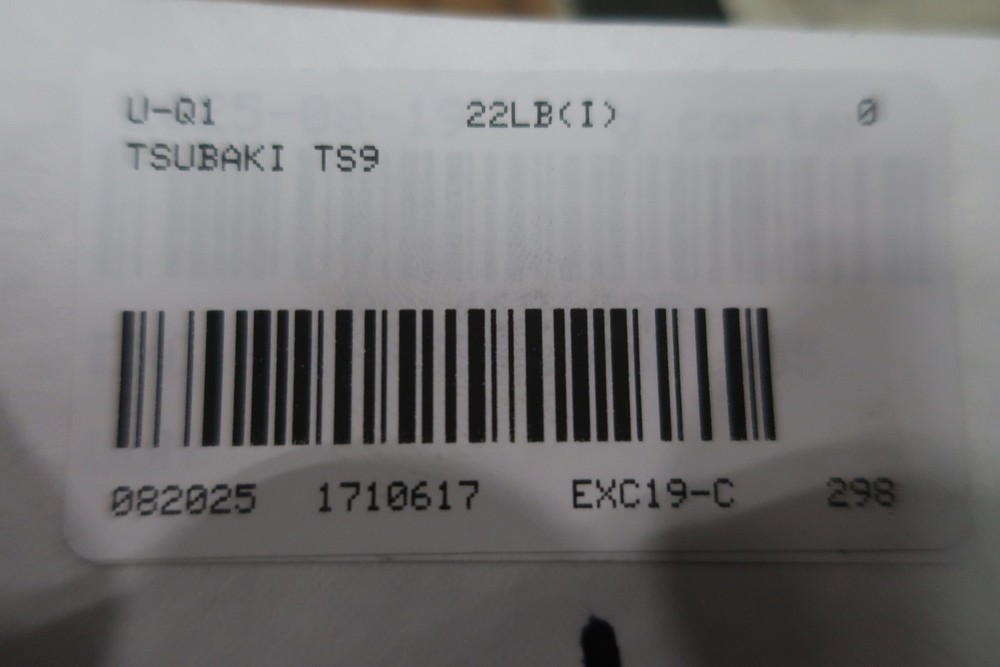 U-Q1 22LB(I) 0
TSUBAKI TS9
082025 1710617 EXC19-C 298